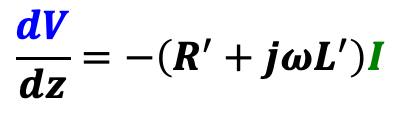 dV/dz = −(R′ + jωL′)I